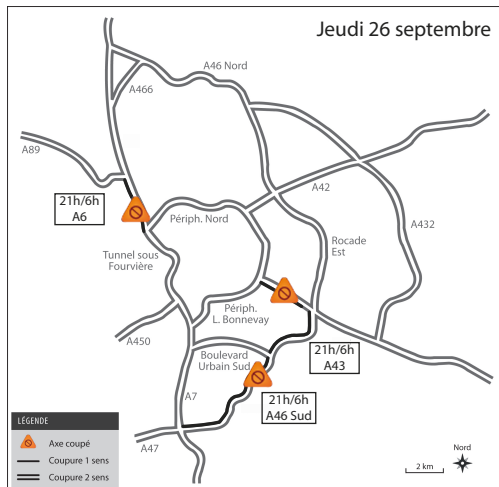 Jeudi 26 septembre
A46 Nord
A466
A89
A42
21h/6h
A6
Périph. Nord
A432
Rocade
Est
Tunnel sous
Fourvière
Périph.
L. Bonnevay
A450
Boulevard
Urbain Sud
21h/6h
A43
A7
21h/6h
A46 Sud
LÉGENDE
Axe coupé
Coupure 1 sens
Coupure 2 sens
A47
Nord
2 km